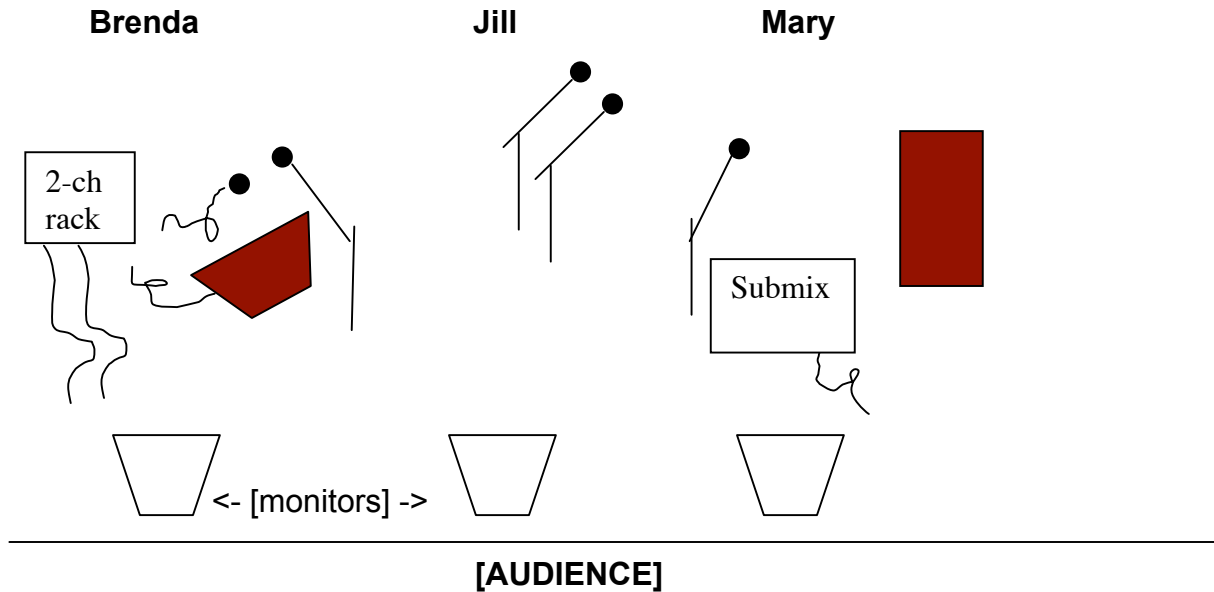 Brenda
Jill
Mary
2-ch
rack
Submix
<- [monitors] ->
[AUDIENCE]